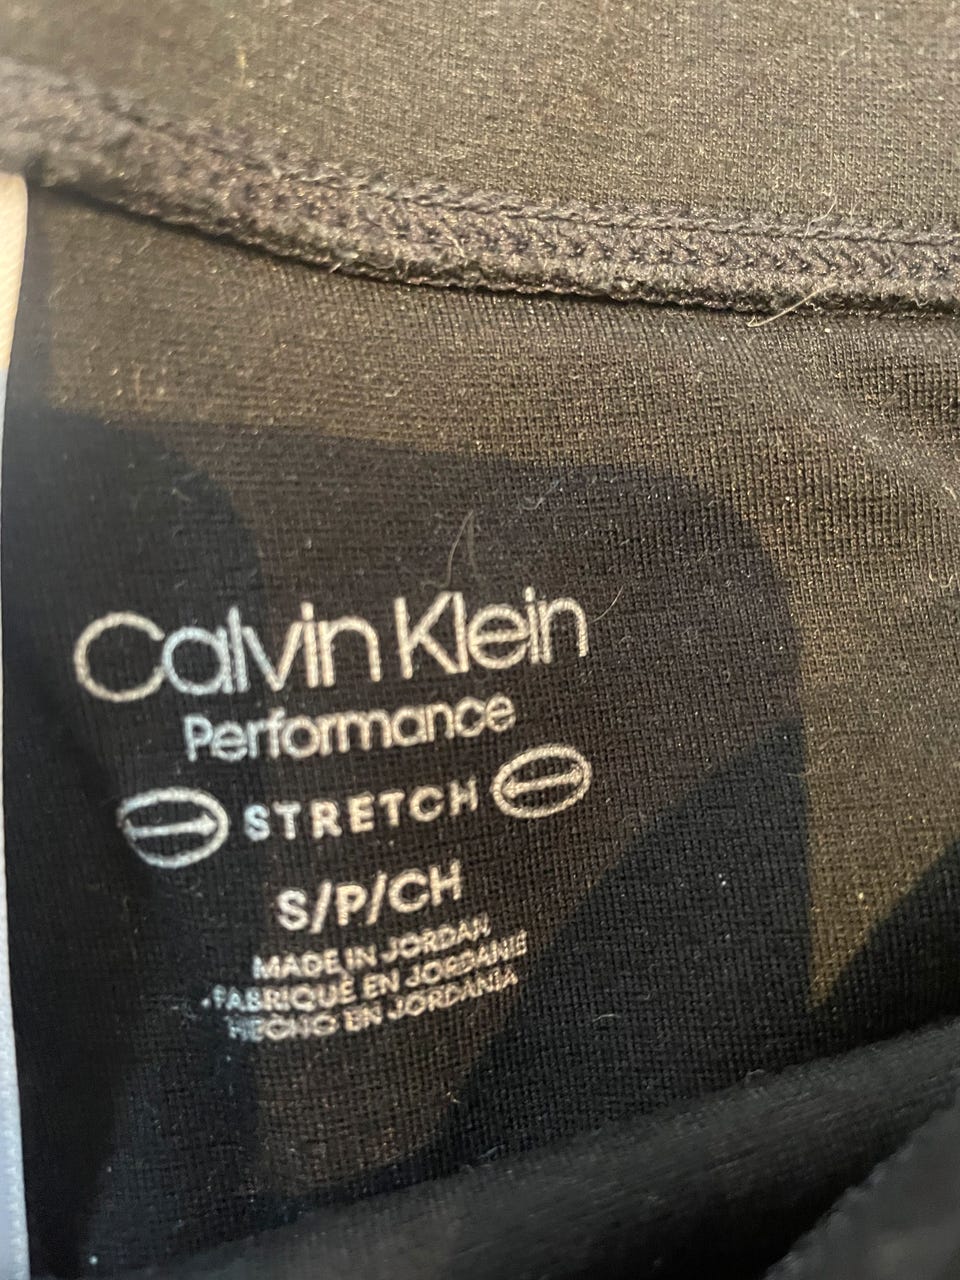 Calvin Klein
Performance
STRETCH
S/P/CH
MADE IN JORDAN
FABRIQUÉ EN JORDANIE
HECHO EN JORDANIA